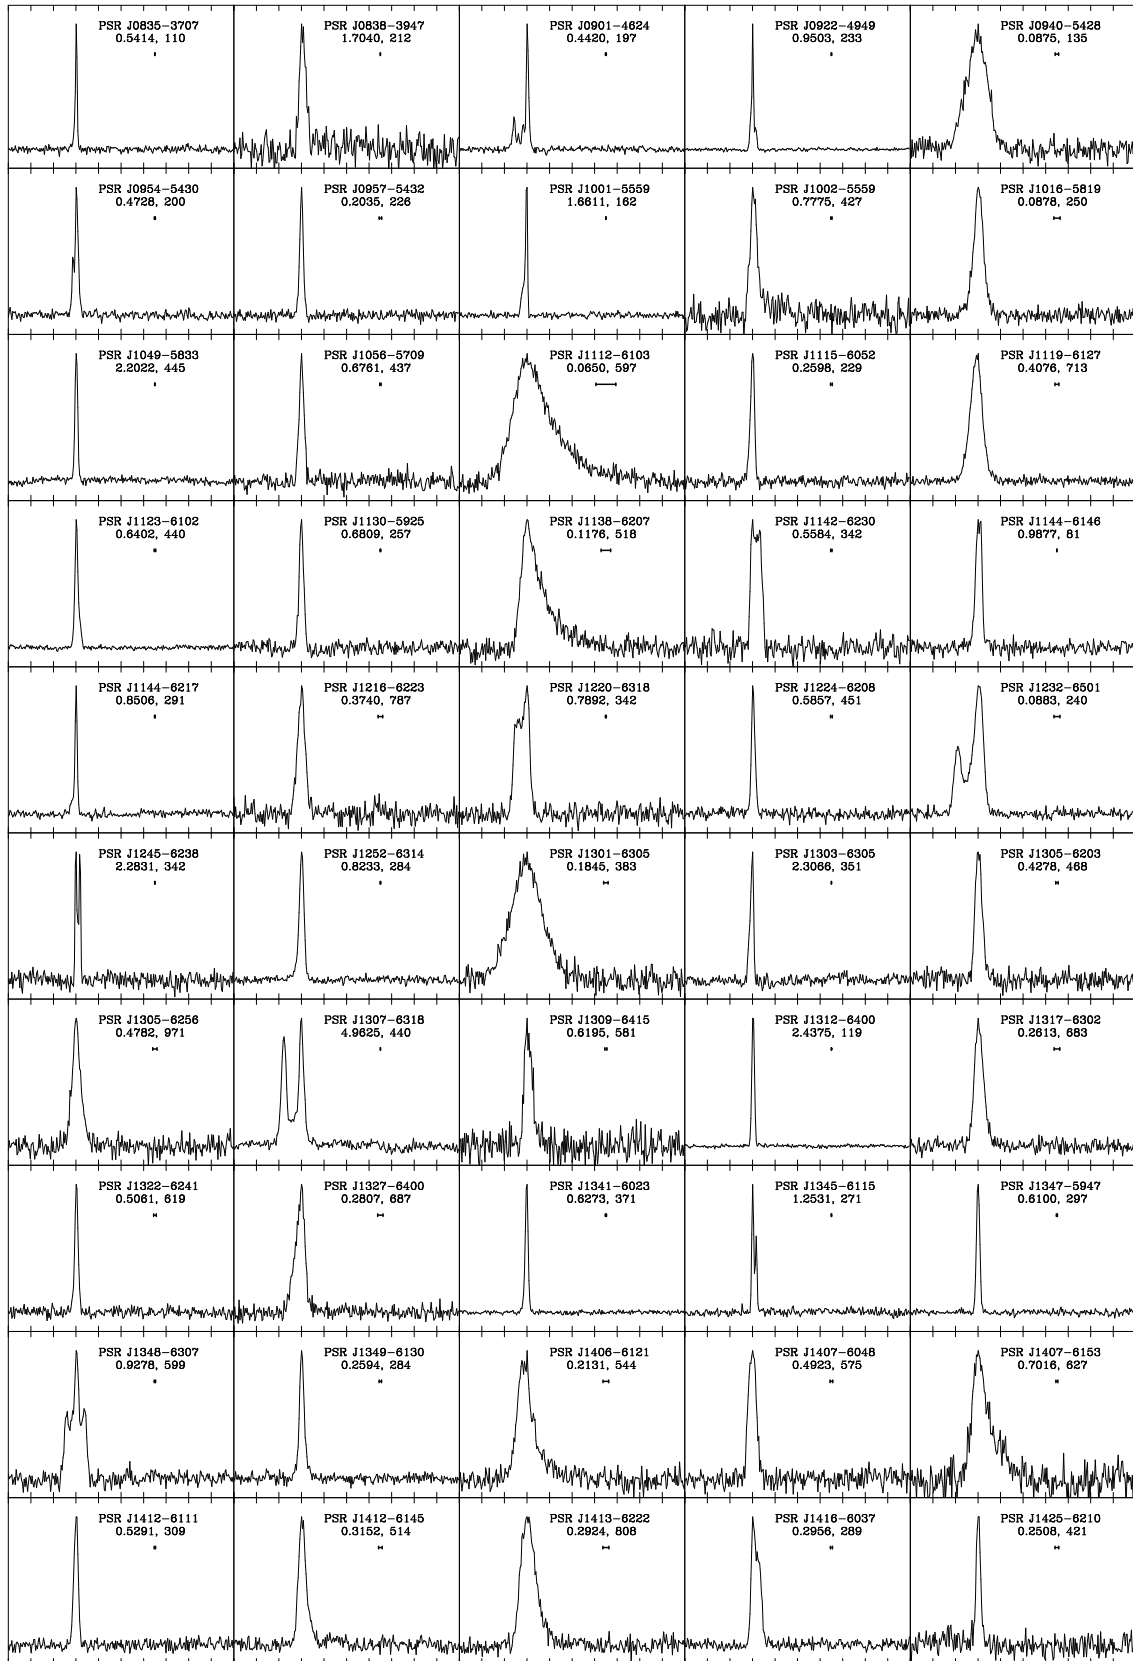 PSR J0835-3707
0.5414, 110
PSR J0838-3947
1.7040, 212
PSR J0901-4624
0.4420, 197
PSR J0922-4949
0.9503, 233
PSR J0940-5428
0.0875, 135
PSR J0954-5430
0.4728, 200
PSR J0957-5432
0.2035, 226
PSR J1001-5559
1.6611, 162
PSR J1002-5559
0.7775, 427
PSR J1016-5819
0.0878, 250
PSR J1049-5833
2.2022, 445
PSR J1056-5709
0.6761, 437
PSR J1112-6103
0.0650, 597
PSR J1115-6052
0.2598, 229
PSR J1119-6127
0.4076, 713
PSR J1123-6102
0.6402, 440
PSR J1130-5925
0.6809, 257
PSR J1138-6207
0.1176, 518
PSR J1142-6230
0.5584, 342
PSR J1144-6146
0.9877, 81
PSR J1144-6217
0.8506, 291
PSR J1216-6223
0.3740, 787
PSR J1220-6318
0.7892, 342
PSR J1224-6208
0.5857, 451
PSR J1232-6501
0.0883, 240
PSR J1245-6238
2.2831, 342
PSR J1252-6314
0.8233, 284
PSR J1301-6305
0.1845, 383
PSR J1303-6305
2.3066, 351
PSR J1305-6203
0.4278, 468
PSR J1305-6256
0.4782, 971
PSR J1307-6318
4.9625, 440
PSR J1309-6415
0.6195, 581
PSR J1312-6400
2.4375, 119
PSR J1317-6302
0.2613, 683
PSR J1322-6241
0.5061, 619
PSR J1327-6400
0.2807, 687
PSR J1341-6023
0.6273, 371
PSR J1345-6115
1.2531, 271
PSR J1347-5947
0.6100, 297
PSR J1348-6307
0.9278, 599
PSR J1349-6130
0.2594, 284
PSR J1406-6121
0.2131, 544
PSR J1407-6048
0.4923, 575
PSR J1407-6153
0.7016, 627
PSR J1412-6111
0.5291, 309
PSR J1412-6145
0.3152, 514
PSR J1413-6222
0.2924, 808
PSR J1416-6037
0.2956, 289
PSR J1425-6210
0.2508, 421